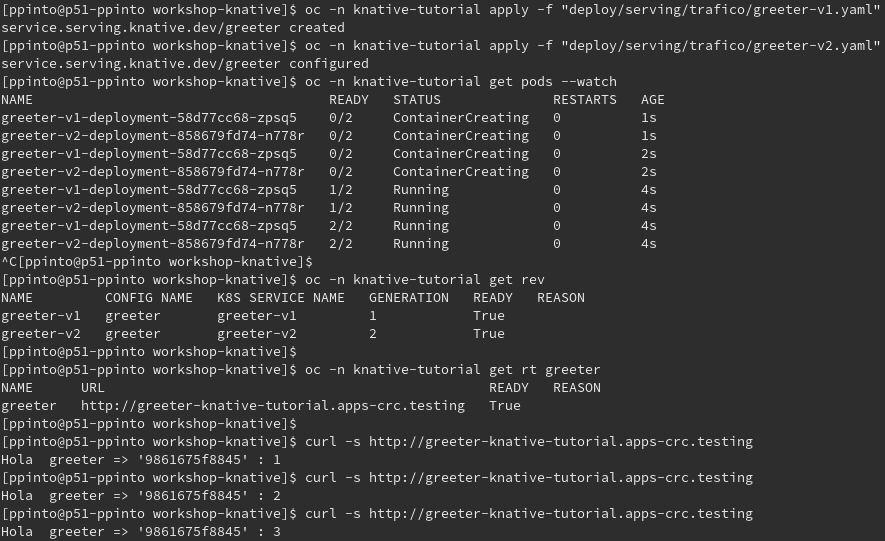 [ppinto@p51-ppinto workshop-knative]$ oc -n knative-tutorial apply -f "deploy/serving/trafico/greeter-v1.yaml"
service.serving.knative.dev/greeter created
[ppinto@p51-ppinto workshop-knative]$ oc -n knative-tutorial apply -f "deploy/serving/trafico/greeter-v2.yaml"
service.serving.knative.dev/greeter configured
[ppinto@p51-ppinto workshop-knative]$ oc -n knative-tutorial get pods --watch
NAME                                     READY   STATUS              RESTARTS   AGE
greeter-v1-deployment-58d77cc68-zpsq5    0/2     ContainerCreating   0          1s
greeter-v2-deployment-858679fd74-n778r   0/2     ContainerCreating   0          1s
greeter-v1-deployment-58d77cc68-zpsq5    0/2     ContainerCreating   0          2s
greeter-v2-deployment-858679fd74-n778r   0/2     ContainerCreating   0          2s
greeter-v1-deployment-58d77cc68-zpsq5    1/2     Running             0          4s
greeter-v2-deployment-858679fd74-n778r   1/2     Running             0          4s
greeter-v1-deployment-58d77cc68-zpsq5    2/2     Running             0          4s
greeter-v2-deployment-858679fd74-n778r   2/2     Running             0          4s
^C[ppinto@p51-ppinto workshop-knative]$
[ppinto@p51-ppinto workshop-knative]$ oc -n knative-tutorial get rev
NAME         CONFIG NAME   K8S SERVICE NAME   GENERATION   READY   REASON
greeter-v1   greeter       greeter-v1         1            True
greeter-v2   greeter       greeter-v2         2            True
[ppinto@p51-ppinto workshop-knative]$
[ppinto@p51-ppinto workshop-knative]$ oc -n knative-tutorial get rt greeter
NAME      URL                                                READY   REASON
greeter   http://greeter-knative-tutorial.apps-crc.testing   True
[ppinto@p51-ppinto workshop-knative]$
[ppinto@p51-ppinto workshop-knative]$ curl -s http://greeter-knative-tutorial.apps-crc.testing
Hola  greeter => '9861675f8845' : 1
[ppinto@p51-ppinto workshop-knative]$ curl -s http://greeter-knative-tutorial.apps-crc.testing
Hola  greeter => '9861675f8845' : 2
[ppinto@p51-ppinto workshop-knative]$ curl -s http://greeter-knative-tutorial.apps-crc.testing
Hola  greeter => '9861675f8845' : 3